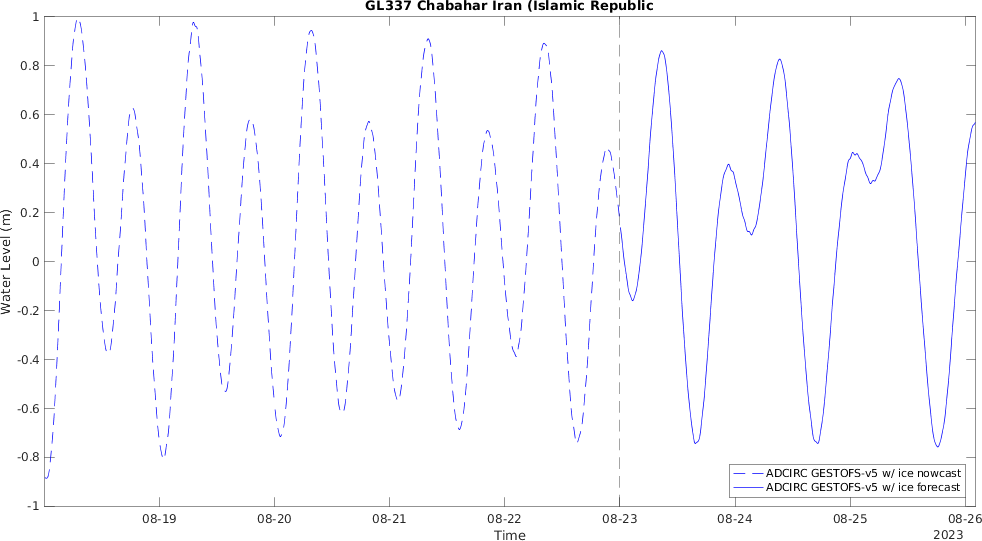 GL337 Chabahar Iran (Islamic Republic
Water Level (m)
1
0.8
0.6
0.4
0.2
0
-0.2
-0.4
-0.6
-0.8
-1
ADCIRC GESTOFS-v5 w/ ice nowcast
ADCIRC GESTOFS-v5 w/ ice forecast
08-19 08-20 08-21 08-22 08-23 08-24 08-25 08-26
Time
2023